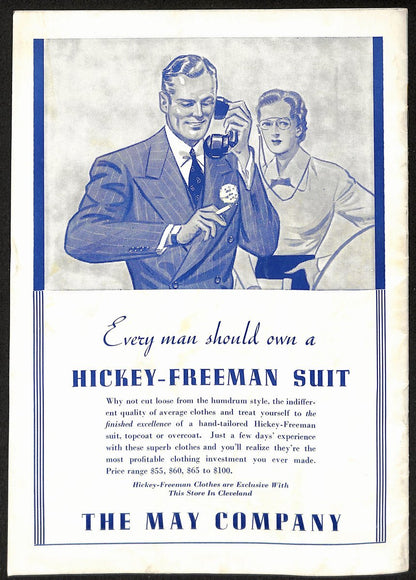 Every man should own a
HICKEY-FREEMAN SUIT
Why not cut loose from the humdrum style, the indiffer-
ent quality of average clothes and treat yourself to the
finished excellence of a hand-tailored Hickey-Freeman
suit, topcoat or overcoat. Just a few days' experience
with these superb clothes and you'll realize they're the
most profitable clothing investment you ever made.
Price range $55, $60, $65 to $100.
Hickey-Freeman Clothes are Exclusive With
This Store In Cleveland
THE MAY COMPANY